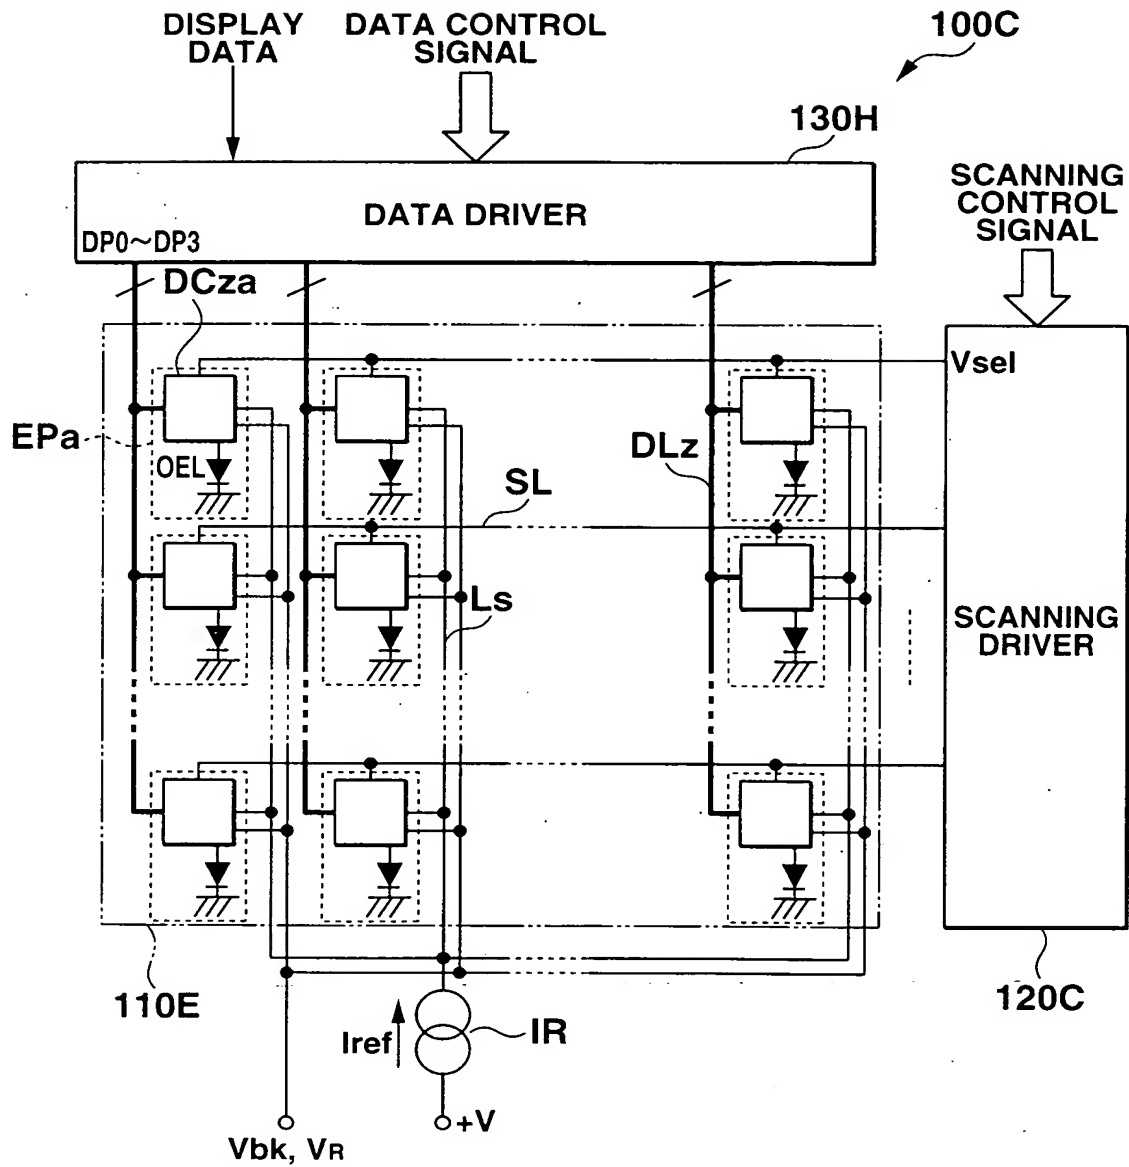 DISPLAY
DATA
DATA CONTROL
SIGNAL
100C
130H
SCANNING
CONTROL
SIGNAL
DATA DRIVER
DP0～DP3
DCza
Vsel
EPa
OEL
DLz
SL
Ls
SCANNING
DRIVER
110E
120C
Iref
IR
+V
Vbk, VR